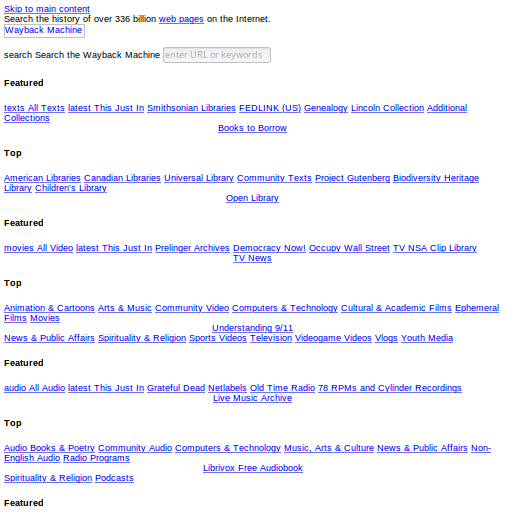 Skip to main content
Search the history of over 336 billion web pages on the Internet.
Wayback Machine
search Search the Wayback Machine enter URL or keywords
Featured
texts All Texts latest This Just In Smithsonian Libraries FEDLINK (US) Genealogy Lincoln Collection Additional
Collections
Books to Borrow
Top
American Libraries Canadian Libraries Universal Library Community Texts Project Gutenberg Biodiversity Heritage
Library Children's Library
Open Library
Featured
movies All Video latest This Just In Prelinger Archives Democracy Now! Occupy Wall Street TV NSA Clip Library
TV News
Top
Animation & Cartoons Arts & Music Community Video Computers & Technology Cultural & Academic Films Ephemeral
Films Movies
Understanding 9/11
News & Public Affairs Spirituality & Religion Sports Videos Television Videogame Videos Vlogs Youth Media
Featured
audio All Audio latest This Just In Grateful Dead Netlabels Old Time Radio 78 RPMs and Cylinder Recordings
Live Music Archive
Top
Audio Books & Poetry Community Audio Computers & Technology Music, Arts & Culture News & Public Affairs Non-
English Audio Radio Programs
Librivox Free Audiobook
Spirituality & Religion Podcasts
Featured